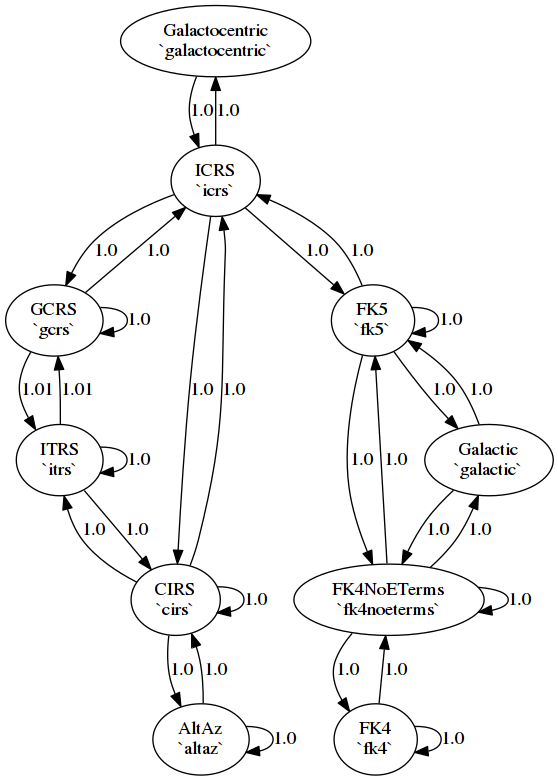 Galactocentric
`galactocentric`
1.0
1.0
ICRS
`icrs`
1.0
1.0
1.0
1.0
GCRS
`gcrs`
1.0
FK5
`fk5`
1.0
1.01
1.01
1.0
1.0
1.0
1.0
ITRS
`itrs`
1.0
Galactic
`galactic`
1.0
1.0
1.0
1.0
1.0
1.0
CIRS
`cirs`
1.0
FK4NoETerms
`fk4noeterms`
1.0
1.0
1.0
1.0
1.0
AltAz
`altaz`
1.0
FK4
`fk4`
1.0